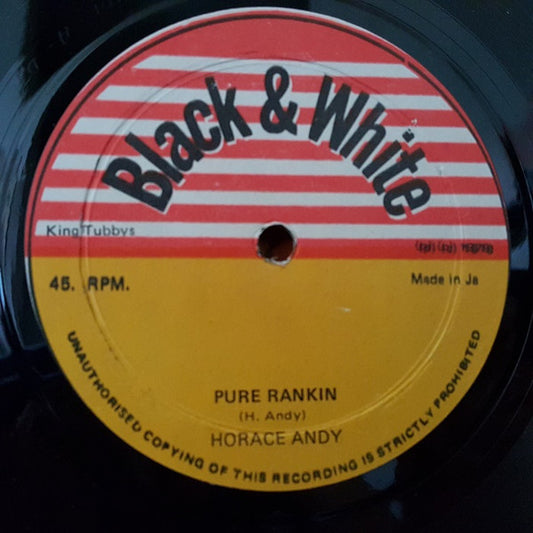 Black & White
King Tubbys
45. RPM.
Made in Ja
PURE RANKIN
(H. Andy)
HORACE ANDY
UNAUTHORISED COPYING OF THIS RECORDING IS STRICTLY PROHIBITED